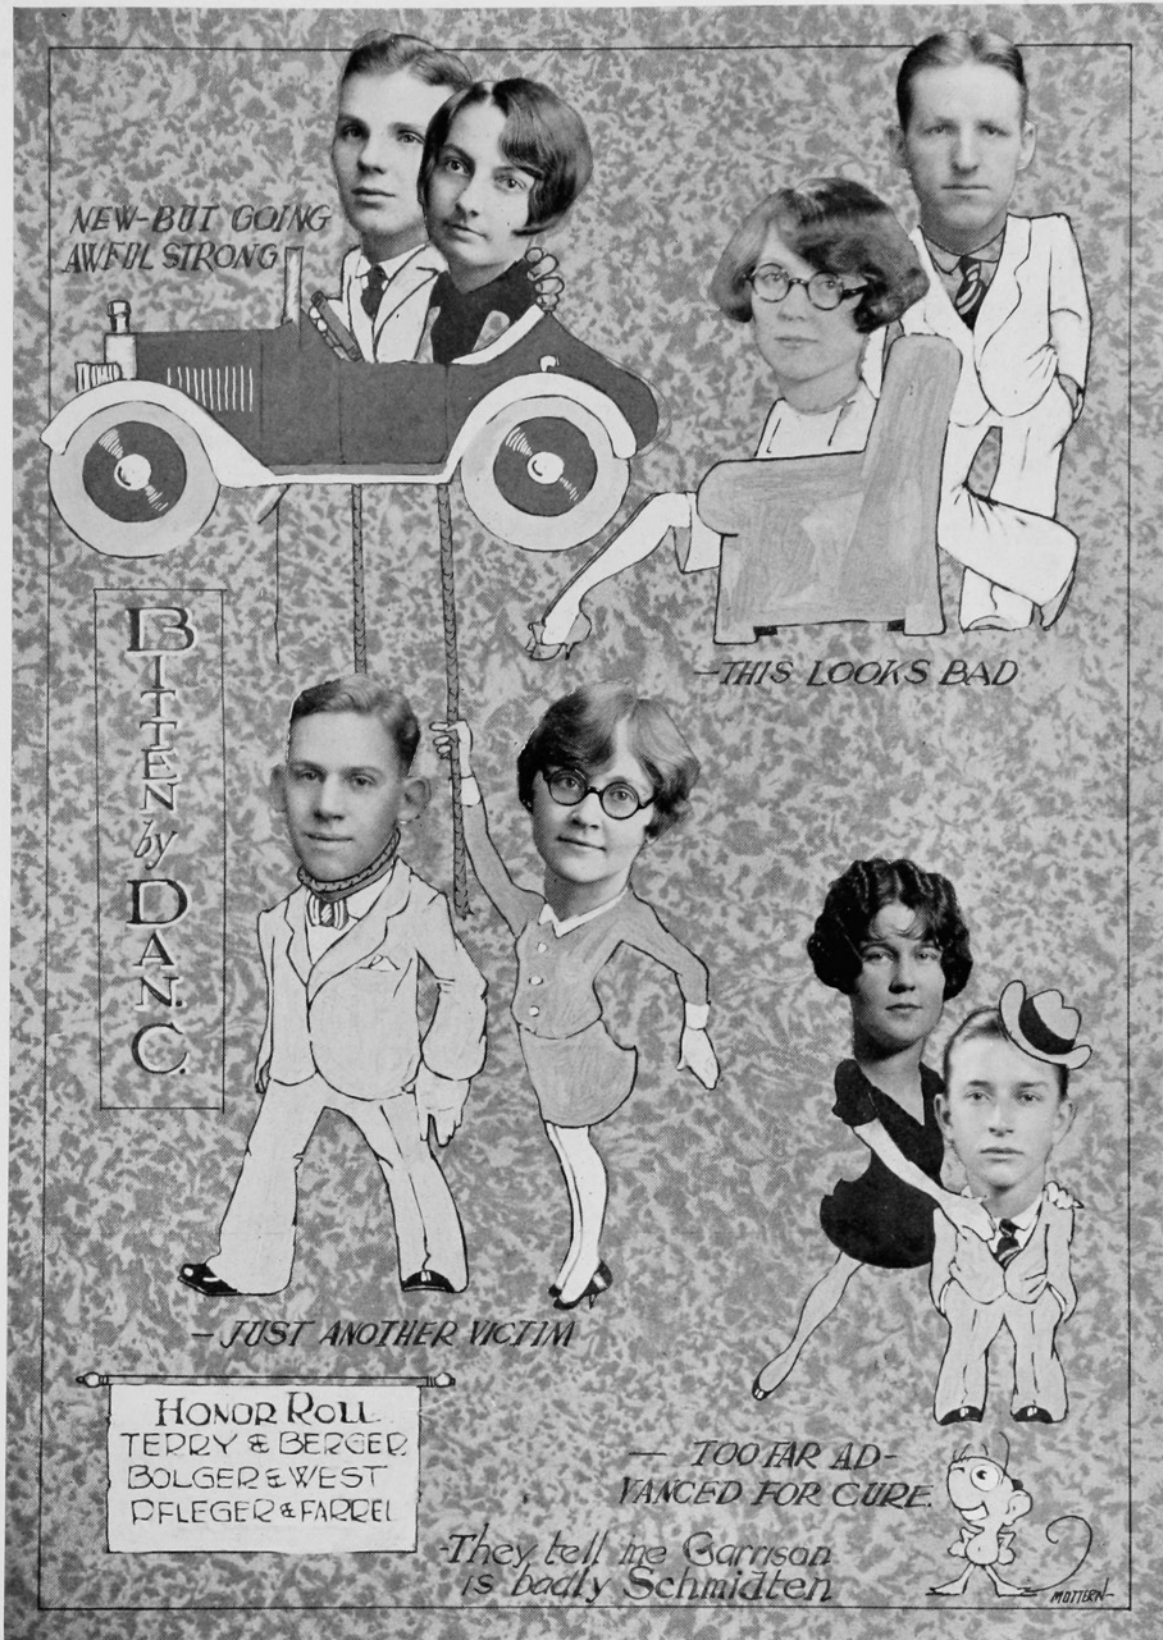 NEW-BUT GOING
AWFUL STRONG
-THIS LOOKS BAD
BITTEN
by
DAN.
C.
- JUST ANOTHER VICTIM
HONOR ROLL
TERRY & BERGER
BOLGER & WEST
PFLEGER & FARREL
- TOO FAR AD-
VANCED FOR CURE.
-They tell me Garrison
is badly Schmidten
MOTTERN-